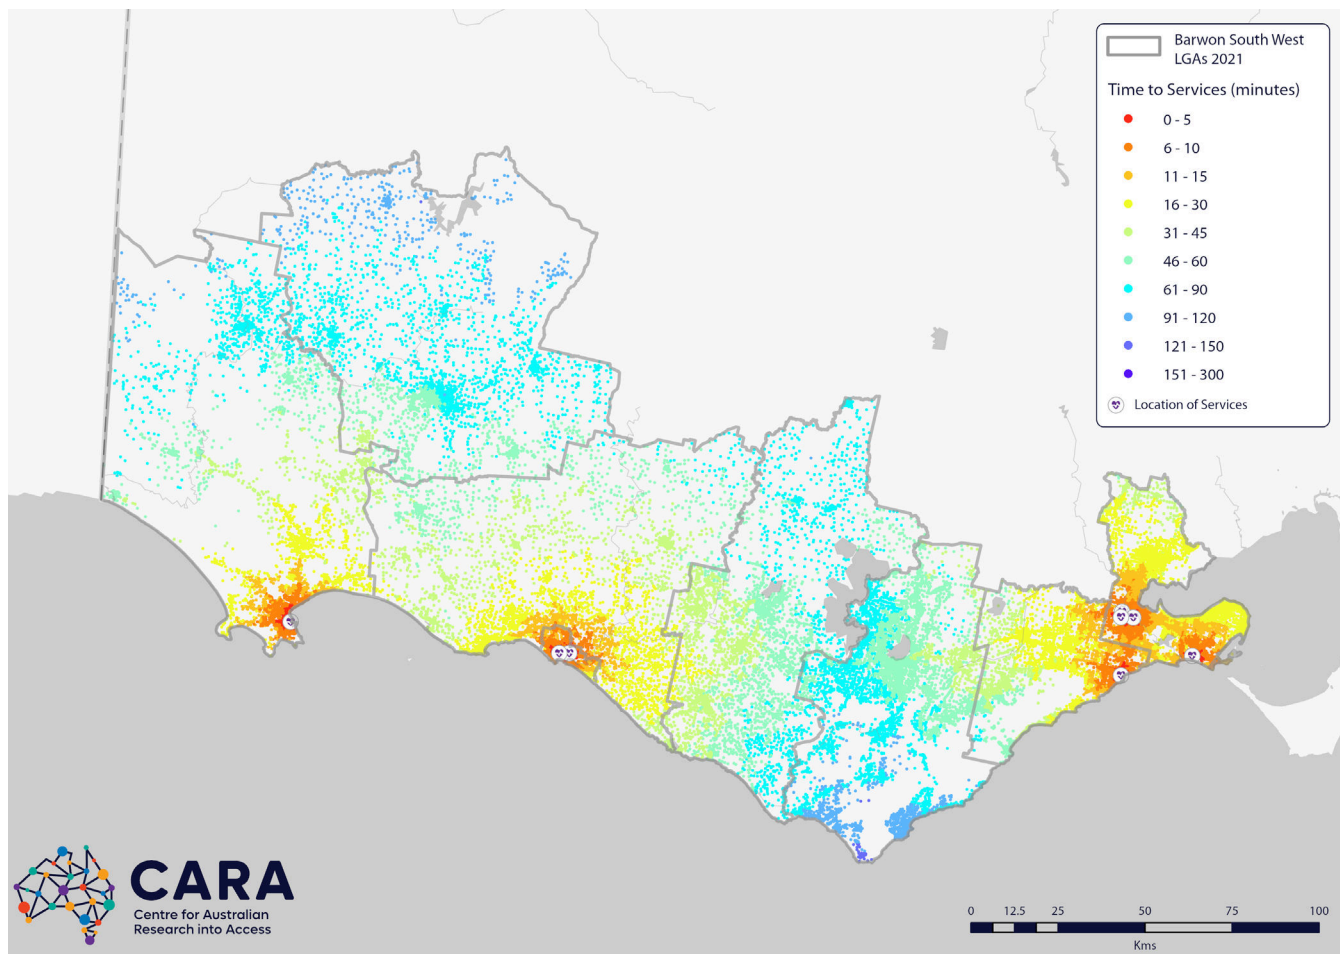 Barwon South West
LGAs 2021
Time to Services (minutes)
0 - 5
6 - 10
11 - 15
16 - 30
31 - 45
46 - 60
61 - 90
91 - 120
121 - 150
151 - 300
Location of Services
CARA
Centre for Australian
Research into Access
0 12.5 25 50 75 100
Kms